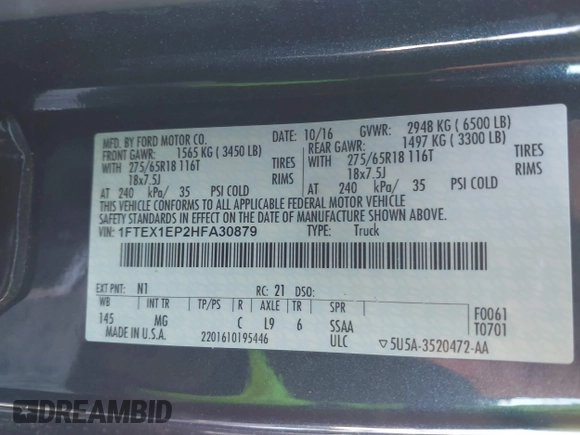 MFD. BY FORD MOTOR CO.
DATE: 10/16 GVWR: 2948 KG ( 6500 LB)
FRONT GAWR: 1565 KG ( 3450 LB) REAR GAWR: 1497 KG ( 3300 LB)
WITH 275/65R18 116T TIRES WITH 275/65R18 116T TIRES
18x7.5J RIMS 18x7.5J RIMS
AT 240 kPa/ 35 PSI COLD AT 240 kPa/ 35 PSI COLD
THIS VEHICLE CONFORMS TO ALL APPLICABLE FEDERAL MOTOR VEHICLE
SAFETY STANDARDS IN EFFECT ON THE DATE OF MANUFACTURE SHOWN ABOVE.
VIN: 1FTEX1EP2HFA30879 TYPE: Truck
EXT PNT: N1 RC: 21 DSO:
WB INT TR TP/PS R AXLE TR SPR F0061
145 MG C L9 6 SSAA T0701
MADE IN U.S.A. 2201610195446 ULC ▽5U5A-3520472-AA
DREAMBID